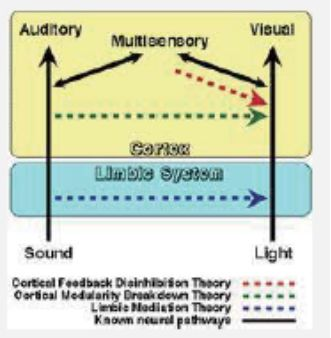 Auditory Visual
Multisensory
Cortex
Limbic System
Sound Light
Cortical Feedback Disinhibition Theory
Cortical Modularity Breakdown Theory
Limbic Mediation Theory
Known neural pathways